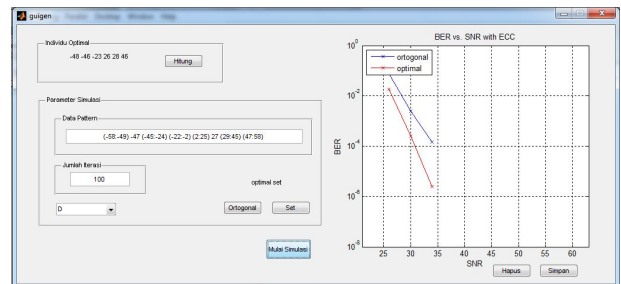 guigen
Individu Optimal
-48 -46 -23 26 28 46
Hitung
Parameter Simulasi
Data Pattern
(-58:-49) -47 (-45:-24) (-22:-2) (2:25) 27 (29:45) (47:58)
Jumlah Iterasi
100
optimal set
D
Ortogonal
Set
Mulai Simulasi
BER vs. SNR with ECC
ortogonal
optimal
BER
10^0
10^-2
10^-4
10^-6
10^-8
25 30 35 40 45 50 55 60
SNR
Hapus
Simpan